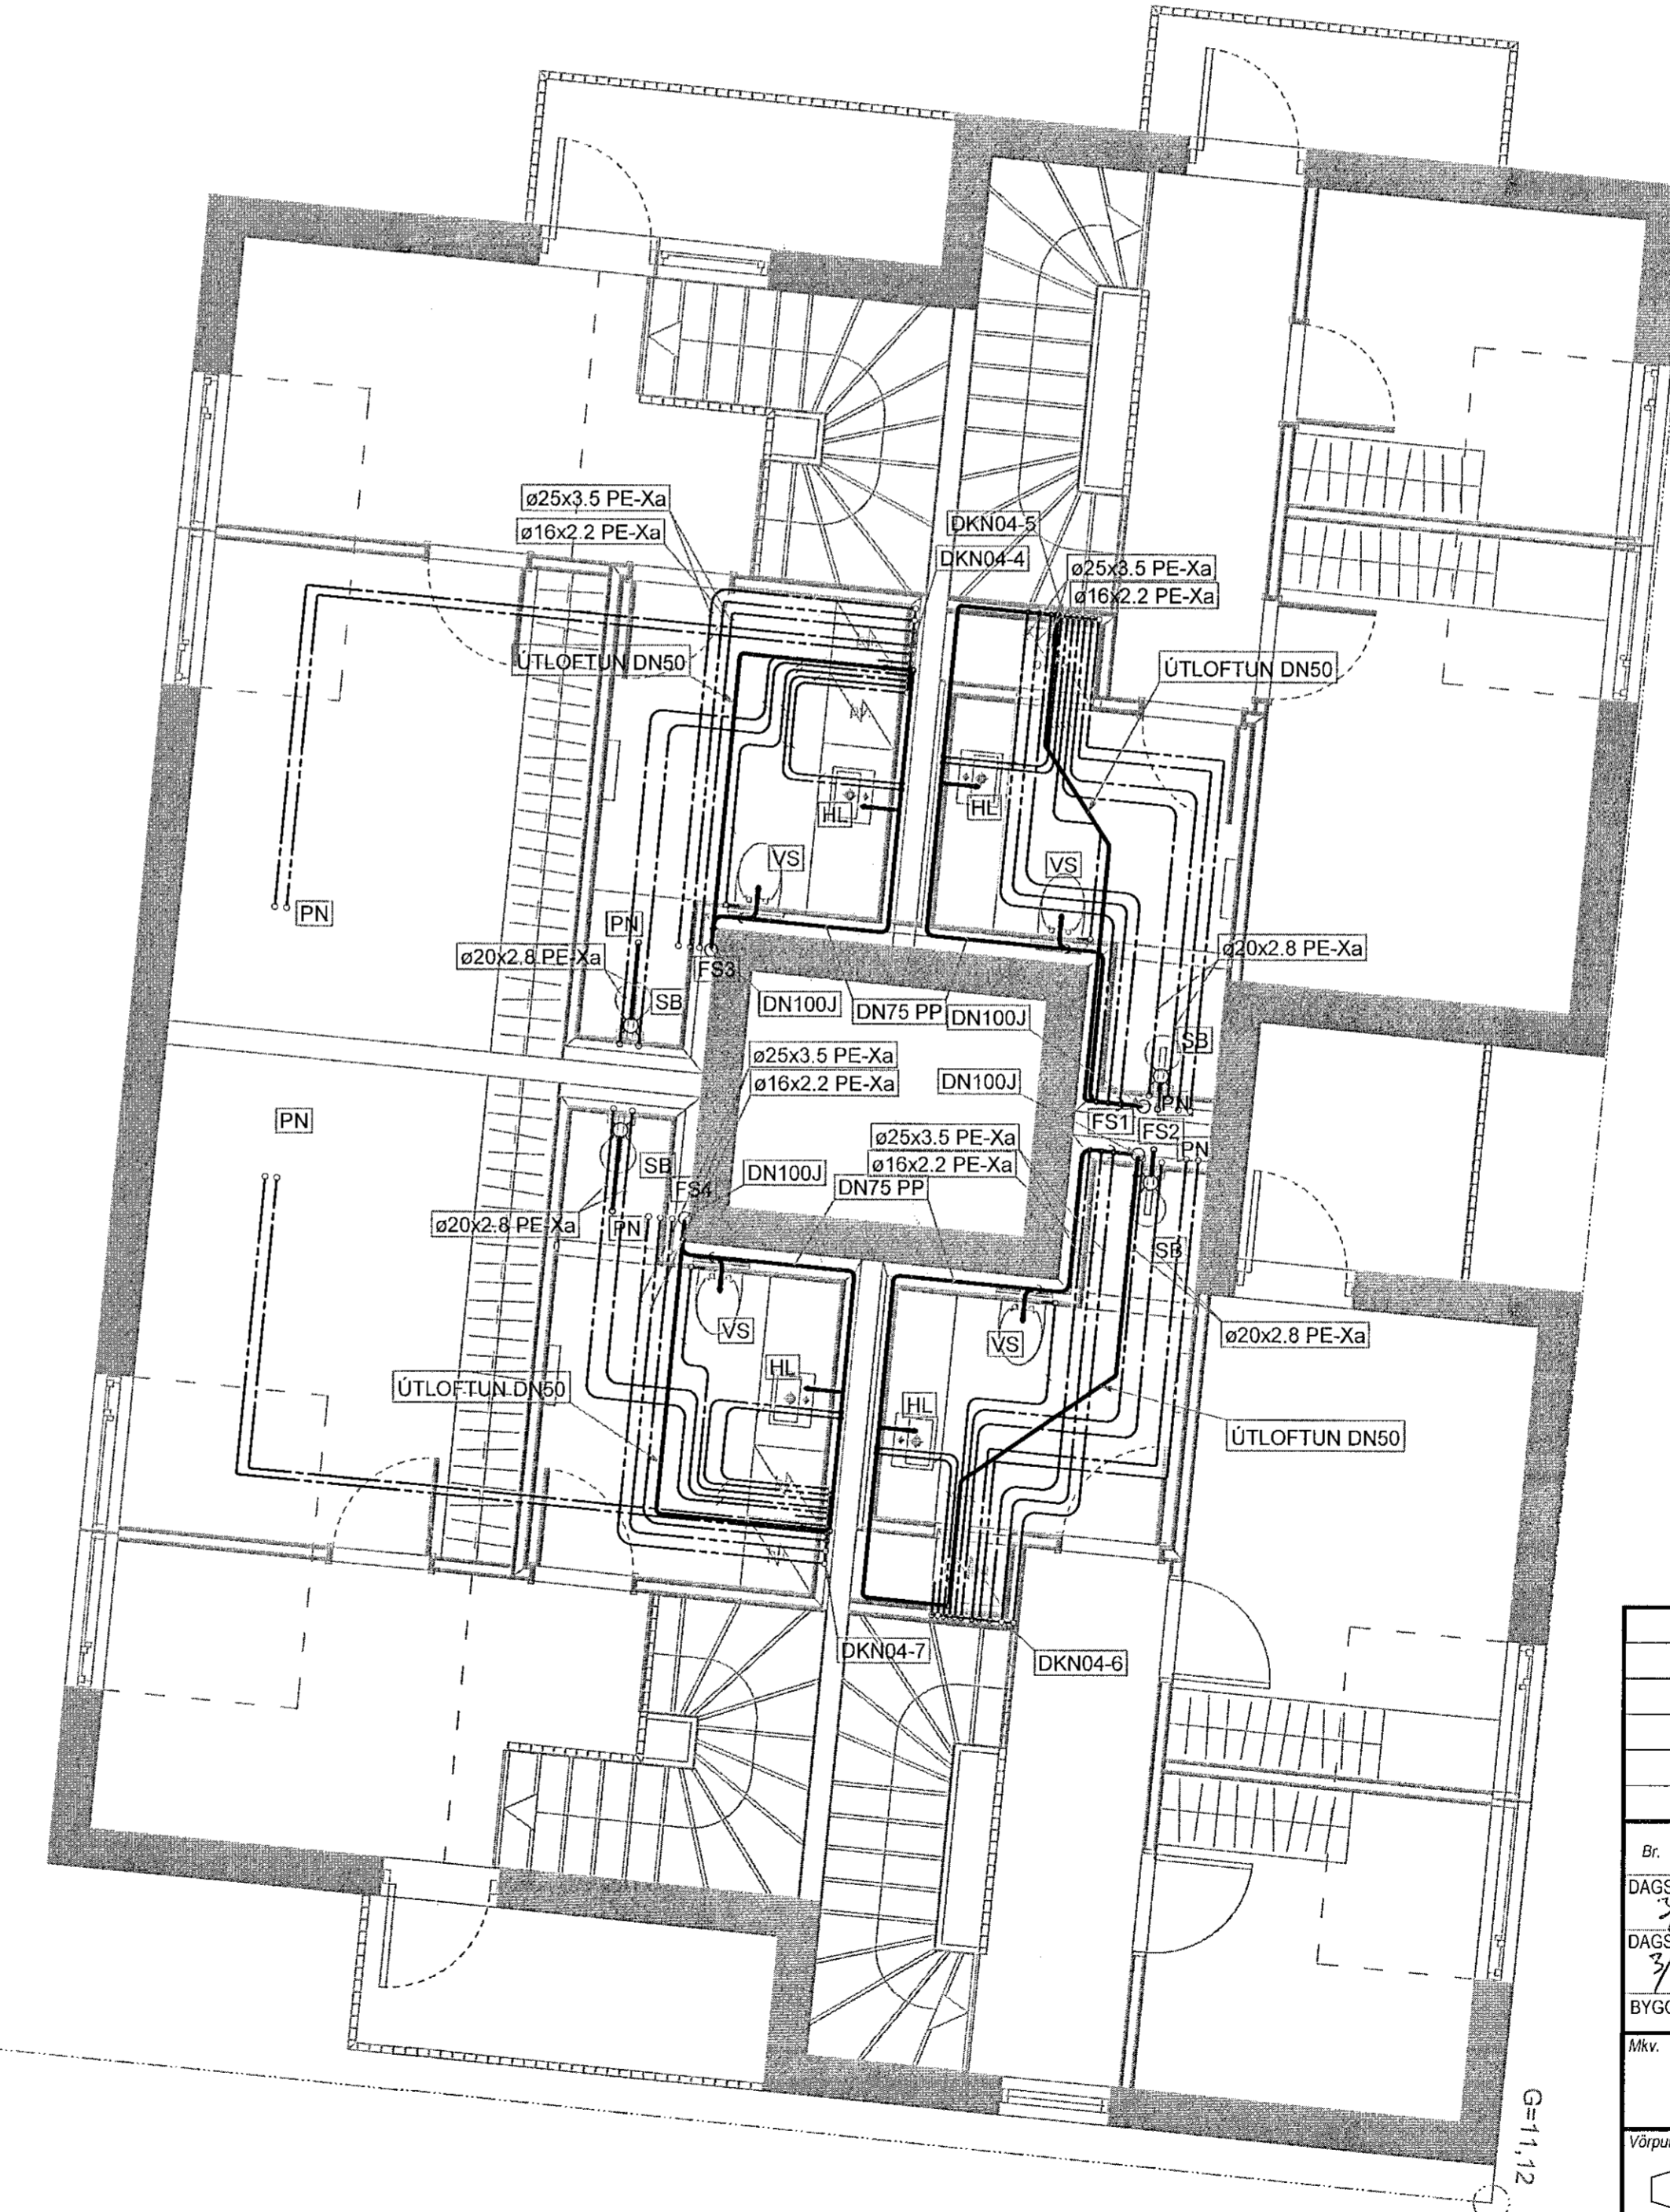 ø25x3.5 PE-Xa
ø16x2.2 PE-Xa
DKN04-5
DKN04-4
ø25x3.5 PE-Xa
ø16x2.2 PE-Xa
ÚTLOFTUN DN50
ÚTLOFTUN DN50
HL
HL
VS
VS
PN
PN
ø20x2.8 PE-Xa
ø20x2.8 PE-Xa
FS3
SB
DN100J
DN75 PP
DN100J
SB
ø25x3.5 PE-Xa
ø16x2.2 PE-Xa
DN100J
PN
PN
FS1
FS2
PN
ø25x3.5 PE-Xa
ø16x2.2 PE-Xa
SB
DN100J
DN75 PP
FS4
ø20x2.8 PE-Xa
PN
SB
VS
VS
ø20x2.8 PE-Xa
HL
ÚTLOFTUN DN50
HL
ÚTLOFTUN DN50
DKN04-7
DKN04-6
Br.
DAGS
DAGS
3/
BYGG
Mkv.
G=11,12
Vörpu